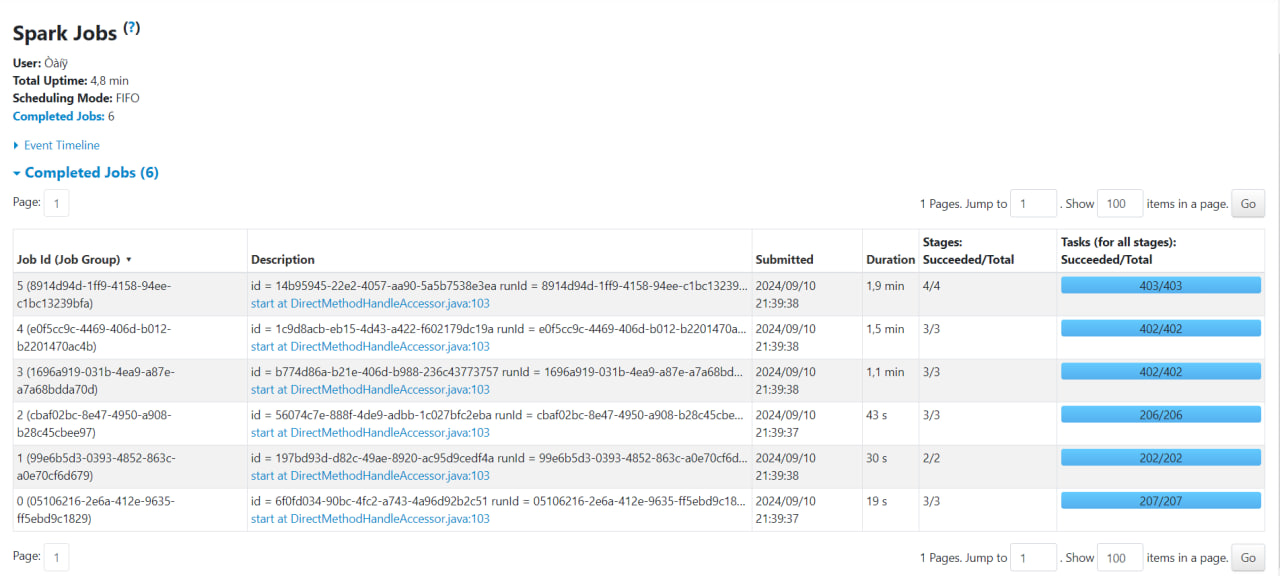 Spark Jobs (?)
User: Òàíÿ
Total Uptime: 4,8 min
Scheduling Mode: FIFO
Completed Jobs: 6
Event Timeline
Completed Jobs (6)
Page: 1
1 Pages. Jump to 1 . Show 100 items in a page. Go
Job Id (Job Group) ▾ Description Submitted Duration Stages: Succeeded/Total Tasks (for all stages): Succeeded/Total
5 (8914d94d-1ff9-4158-94ee- id = 14b95945-22e2-4057-aa90-5a5b7538e3ea runId = 8914d94d-1ff9-4158-94ee-c1bc13239... 2024/09/10 1,9 min 4/4 403/403
c1bc13239bfa) start at DirectMethodHandleAccessor.java:103 21:39:38
4 (e0f5cc9c-4469-406d-b012- id = 1c9d8acb-eb15-4d43-a422-f602179dc19a runId = e0f5cc9c-4469-406d-b012-b2201470a... 2024/09/10 1,5 min 3/3 402/402
b2201470ac4b) start at DirectMethodHandleAccessor.java:103 21:39:38
3 (1696a919-031b-4ea9-a87e- id = b774d86a-b21e-406d-b988-236c43773757 runId = 1696a919-031b-4ea9-a87e-a7a68bd... 2024/09/10 1,1 min 3/3 402/402
a7a68bdda70d) start at DirectMethodHandleAccessor.java:103 21:39:38
2 (cbaf02bc-8e47-4950-a908- id = 56074c7e-888f-4de9-adbb-1c027bfc2eba runId = cbaf02bc-8e47-4950-a908-b28c45cbe... 2024/09/10 43 s 3/3 206/206
b28c45cbee97) start at DirectMethodHandleAccessor.java:103 21:39:37
1 (99e6b5d3-0393-4852-863c- id = 197bd93d-d82c-49ae-8920-ac95d9cedf4a runId = 99e6b5d3-0393-4852-863c-a0e70cf6d... 2024/09/10 30 s 2/2 202/202
a0e70cf6d679) start at DirectMethodHandleAccessor.java:103 21:39:38
0 (05106216-2e6a-412e-9635- id = 6f0fd034-90bc-4fc2-a743-4a96d92b2c51 runId = 05106216-2e6a-412e-9635-ff5ebd9c18... 2024/09/10 19 s 3/3 207/207
ff5ebd9c1829) start at DirectMethodHandleAccessor.java:103 21:39:37
Page: 1
1 Pages. Jump to 1 . Show 100 items in a page. Go